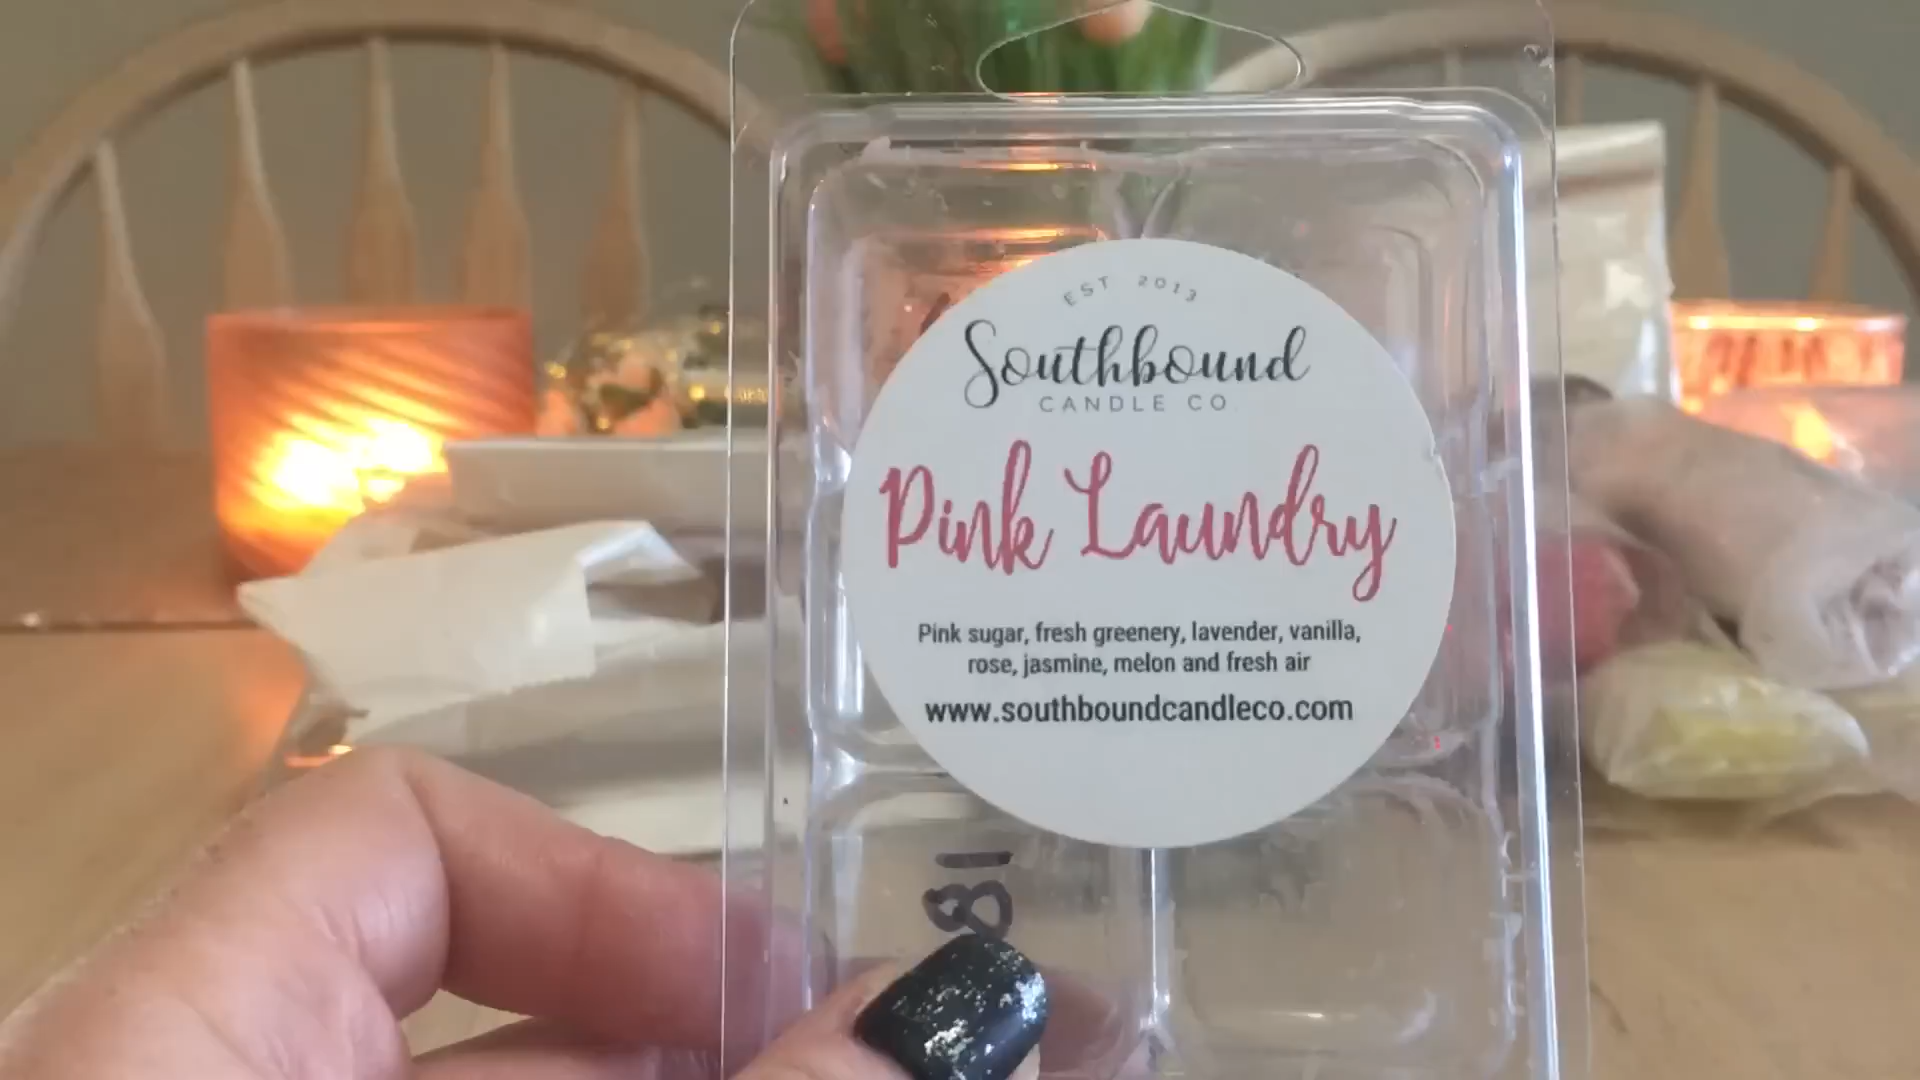 EST 2013
Southbound
CANDLE CO.
Pink Laundry
Pink sugar, fresh greenery, lavender, vanilla,
rose, jasmine, melon and fresh air
www.southboundcandleco.com